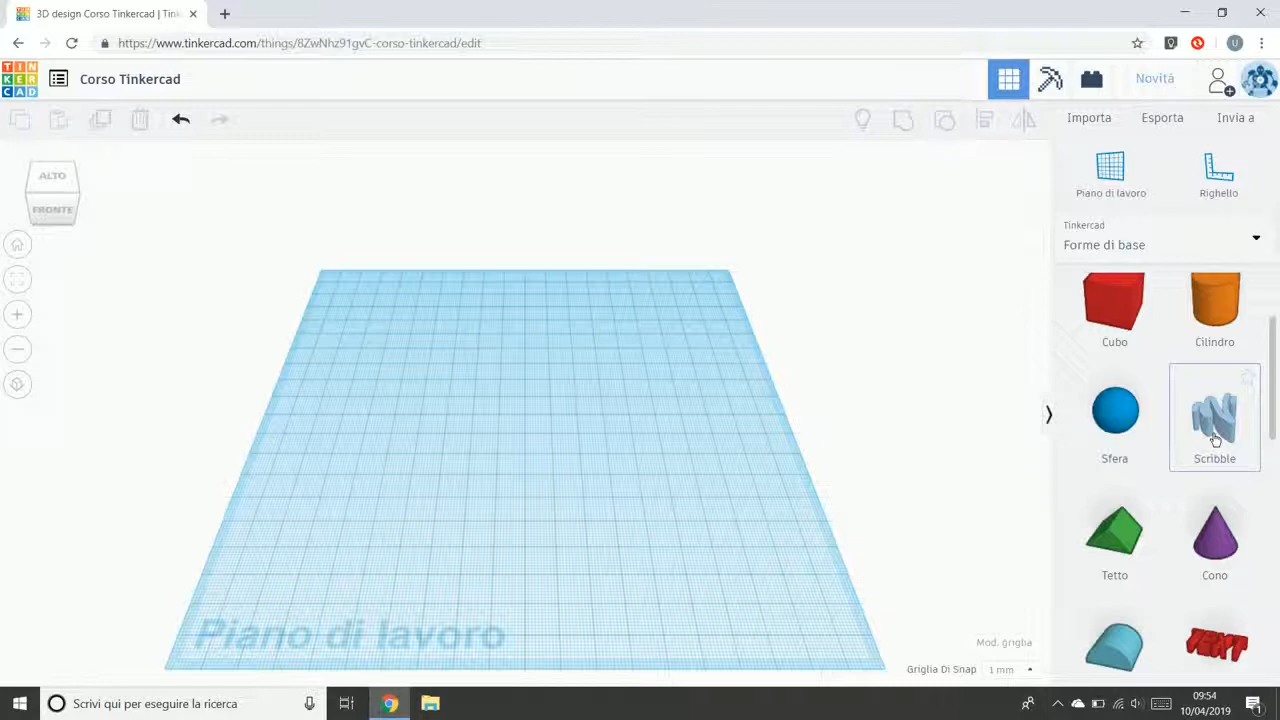 3D design Corso Tinkercad | Tink
https://www.tinkercad.com/things/8ZwNhz91gvC-corso-tinkercad/edit
U
TIN
KER
CAD
Corso Tinkercad
Novità
Importa
Esporta
Invia a
ALTO
FRONTE
Piano di lavoro
Righello
Tinkercad
Forme di base
Cubo
Cilindro
Sfera
Scribble
Tetto
Cono
TEXT
Piano di lavoro
Mod. griglia
Griglia Di Snap
1 mm
Scrivi qui per eseguire la ricerca
09:54
10/04/2019
1